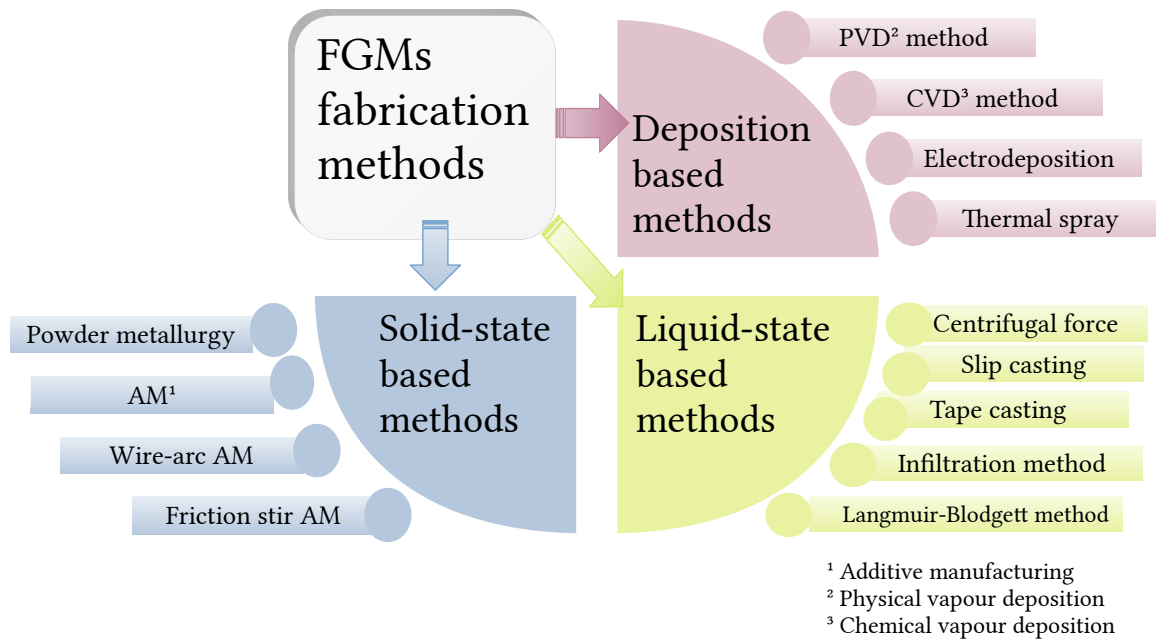 FGMs
fabrication
methods
Deposition
based
methods
PVD² method
CVD³ method
Electrodeposition
Thermal spray
Solid-state
based
methods
Powder metallurgy
AM¹
Wire-arc AM
Friction stir AM
Liquid-state
based
methods
Centrifugal force
Slip casting
Tape casting
Infiltration method
Langmuir-Blodgett method
¹ Additive manufacturing
² Physical vapour deposition
³ Chemical vapour deposition